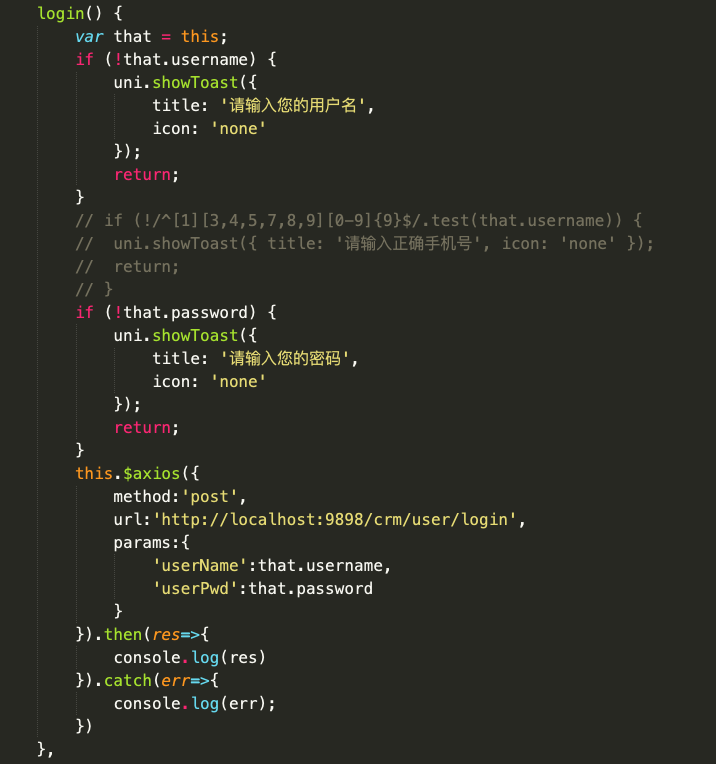 login() {
    var that = this;
    if (!that.username) {
        uni.showToast({
            title: '请输入您的用户名',
            icon: 'none'
        });
        return;
    }
    // if (!/^[1][3,4,5,7,8,9][0-9]{9}$/.test(that.username)) {
    //  uni.showToast({ title: '请输入正确手机号', icon: 'none' });
    //  return;
    // }
    if (!that.password) {
        uni.showToast({
            title: '请输入您的密码',
            icon: 'none'
        });
        return;
    }
    this.$axios({
        method:'post',
        url:'http://localhost:9898/crm/user/login',
        params:{
            'userName':that.username,
            'userPwd':that.password
        }
    }).then(res=>{
        console.log(res)
    }).catch(err=>{
        console.log(err);
    })
},